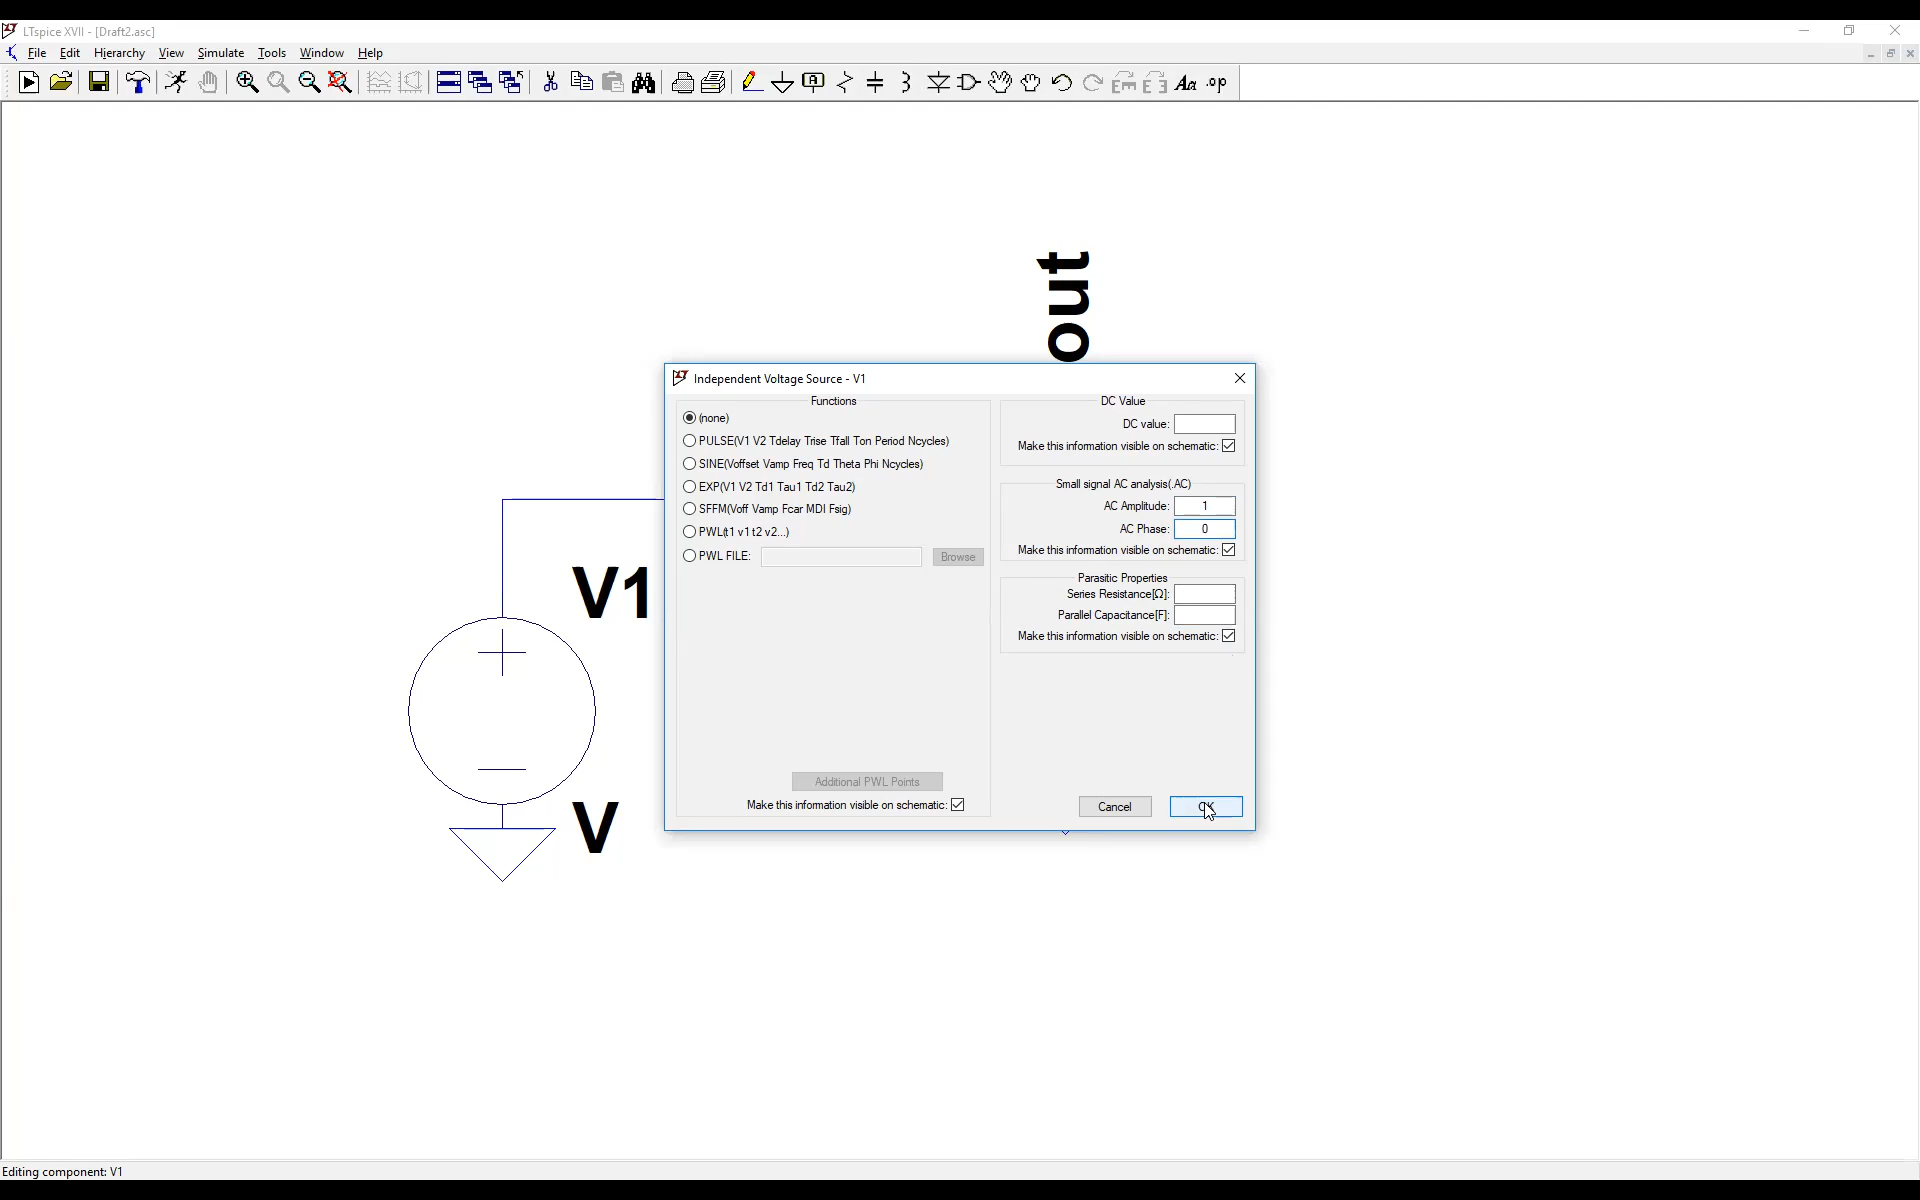 LTspice XVII - [Draft2.asc]
File Edit Hierarchy View Simulate Tools Window Help
.op
out
Independent Voltage Source - V1
Functions
(none)
PULSE(V1 V2 Tdelay Trise Tfall Ton Period Ncycles)
SINE(Voffset Vamp Freq Td Theta Phi Ncycles)
EXP(V1 V2 Td1 Tau1 Td2 Tau2)
SFFM(Voff Vamp Fcar MDI Fsig)
PWL(t1 v1 t2 v2...)
PWL FILE: Browse
Additional PWL Points
Make this information visible on schematic:
DC Value
DC value:
Make this information visible on schematic:
Small signal AC analysis(.AC)
AC Amplitude: 1
AC Phase: 0
Make this information visible on schematic:
Parasitic Properties
Series Resistance[Ω]:
Parallel Capacitance[F]:
Make this information visible on schematic:
Cancel OK
V1
V
Editing component: V1